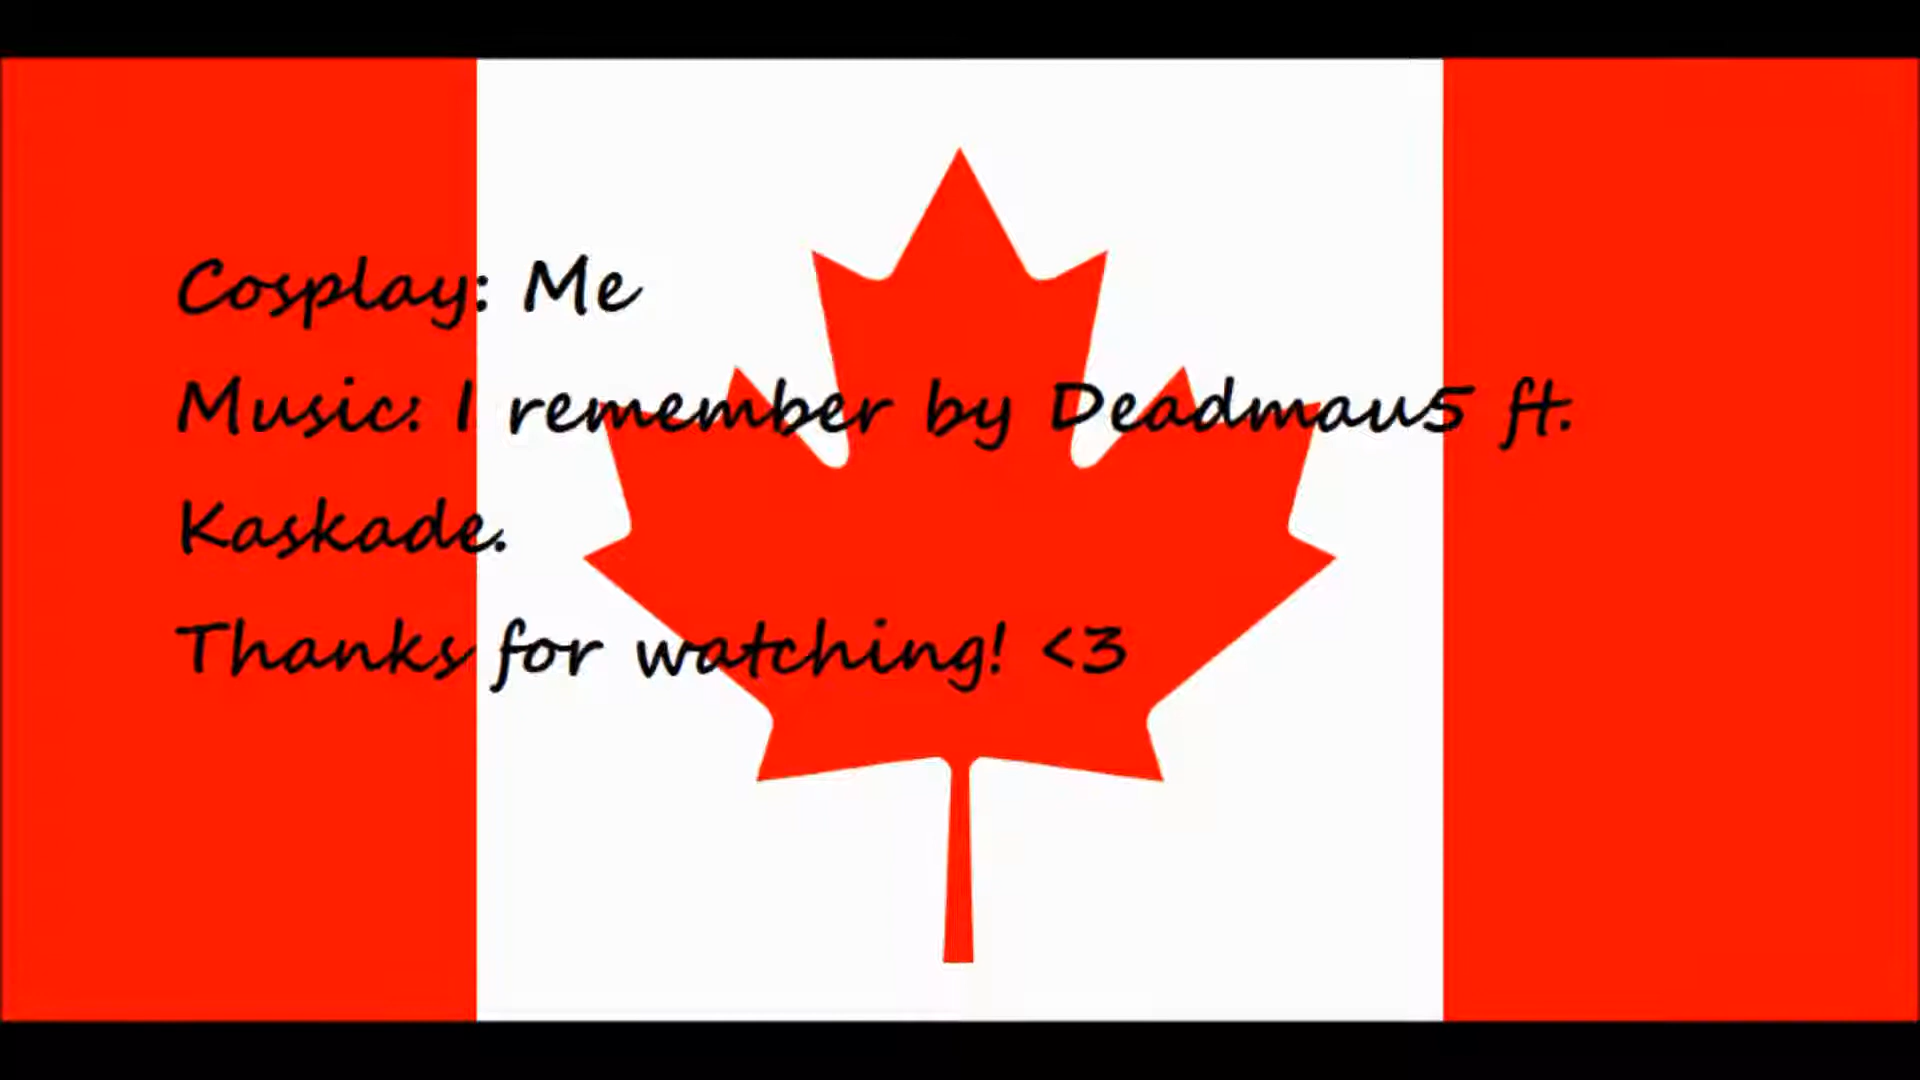 Cosplay: Me
Music: I remember by Deadmau5 ft.
Kaskade.
Thanks for watching! <3